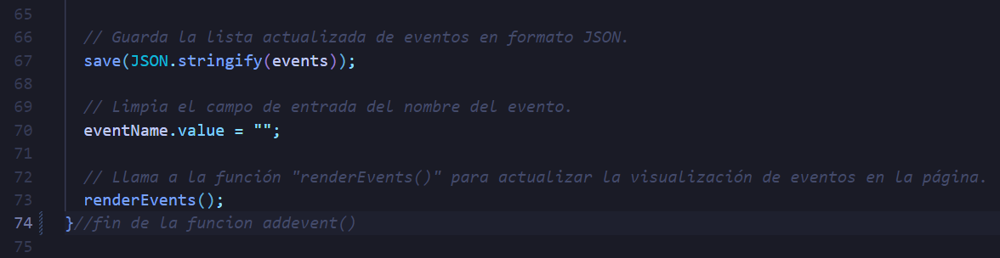 65
66 // Guarda la lista actualizada de eventos en formato JSON.
67 save(JSON.stringify(events));
68
69 // Limpia el campo de entrada del nombre del evento.
70 eventName.value = "";
71
72 // Llama a la función "renderEvents()" para actualizar la visualización de eventos en la página.
73 renderEvents();
74 }//fin de la funcion addevent()
75